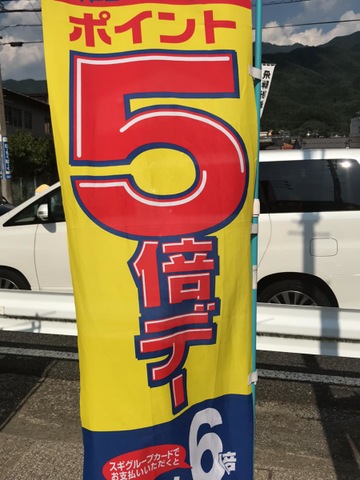 ポイント
5
倍デー
スギグループカードで
お支払いいただくと
6倍